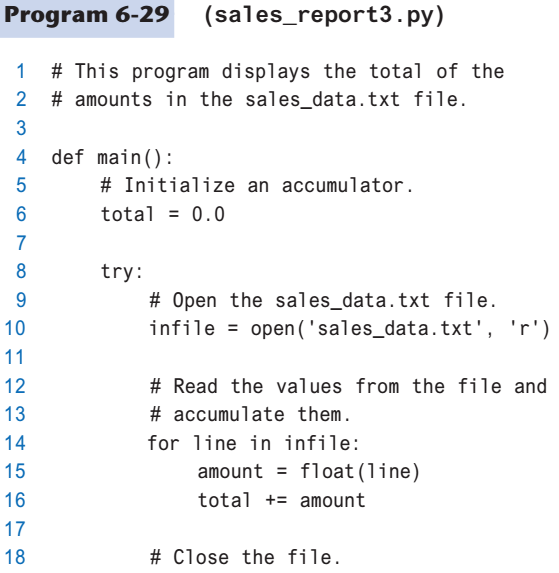 Program 6-29 (sales_report3.py)
1 # This program displays the total of the
2 # amounts in the sales_data.txt file.
3
4 def main():
5     # Initialize an accumulator.
6     total = 0.0
7
8     try:
9         # Open the sales_data.txt file.
10         infile = open('sales_data.txt', 'r')
11
12         # Read the values from the file and
13         # accumulate them.
14         for line in infile:
15             amount = float(line)
16             total += amount
17
18         # Close the file.